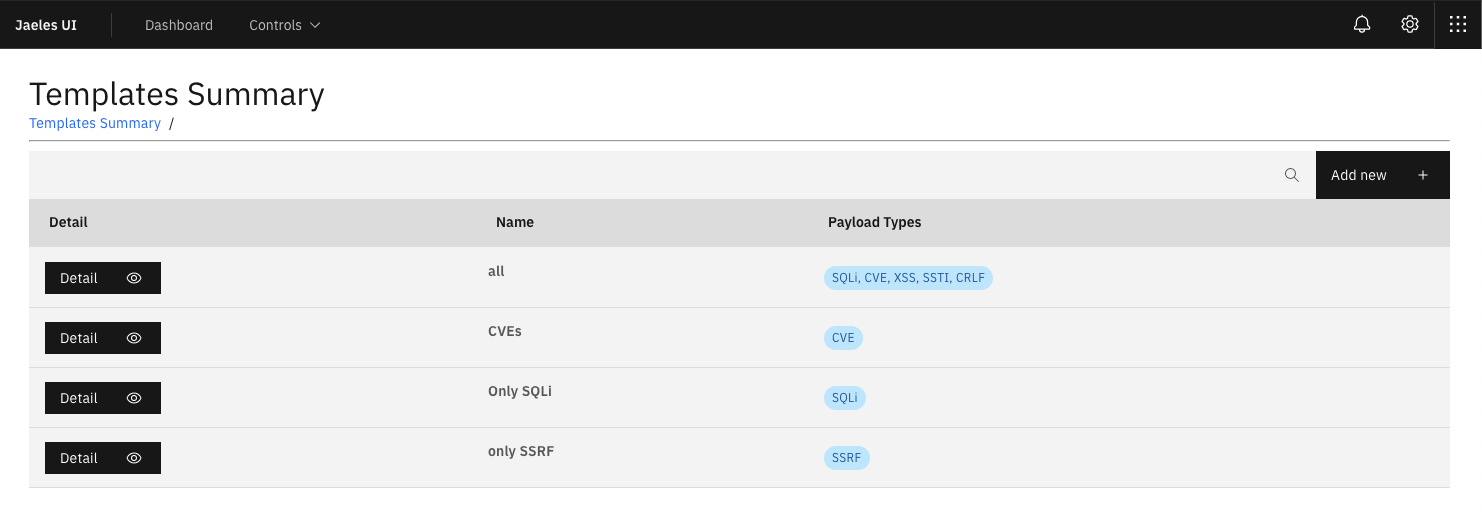 Jaeles UI Dashboard Controls
Templates Summary
Templates Summary /
Add new +
Detail Name Payload Types
Detail all SQLi, CVE, XSS, SSTI, CRLF
Detail CVEs CVE
Detail Only SQLi SQLi
Detail only SSRF SSRF